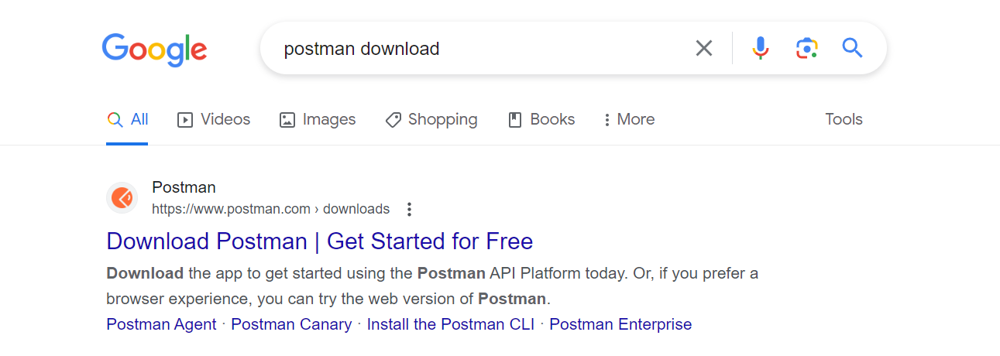 Google
postman download
All Videos Images Shopping Books More Tools
Postman
https://www.postman.com › downloads
Download Postman | Get Started for Free
Download the app to get started using the Postman API Platform today. Or, if you prefer a
browser experience, you can try the web version of Postman.
Postman Agent · Postman Canary · Install the Postman CLI · Postman Enterprise